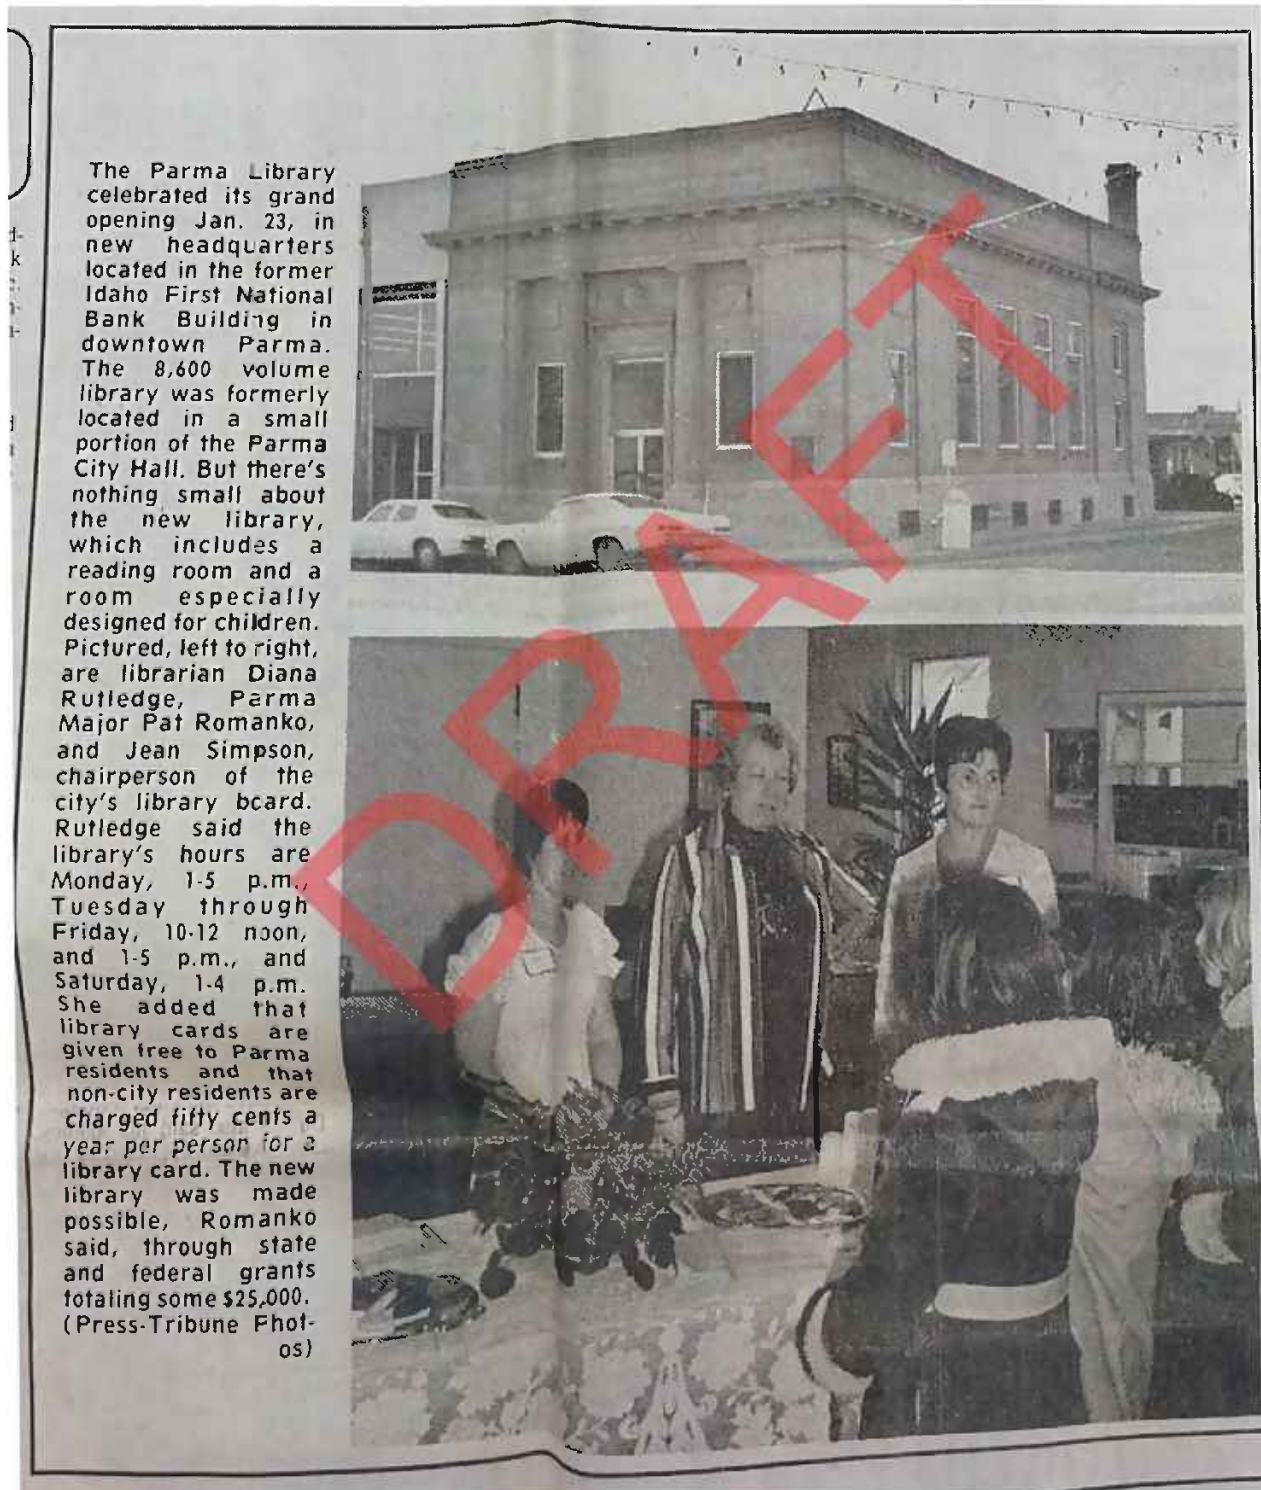 The Parma Library
celebrated its grand
opening Jan. 23, in
new headquarters
located in the former
Idaho First National
Bank Building in
downtown Parma.
The 8,600 volume
library was formerly
located in a small
portion of the Parma
City Hall. But there's
nothing small about
the new library,
which includes a
reading room and a
room especially
designed for children.
Pictured, left to right,
are librarian Diana
Rutledge, Parma
Major Pat Romanko,
and Jean Simpson,
chairperson of the
city's library board.
Rutledge said the
library's hours are
Monday, 1-5 p.m.,
Tuesday through
Friday, 10-12 noon,
and 1-5 p.m., and
Saturday, 1-4 p.m.
She added that
library cards are
given free to Parma
residents and that
non-city residents are
charged fifty cents a
year per person for a
library card. The new
library was made
possible, Romanko
said, through state
and federal grants
totaling some $25,000.
(Press-Tribune Phot-
os)
DRAFT